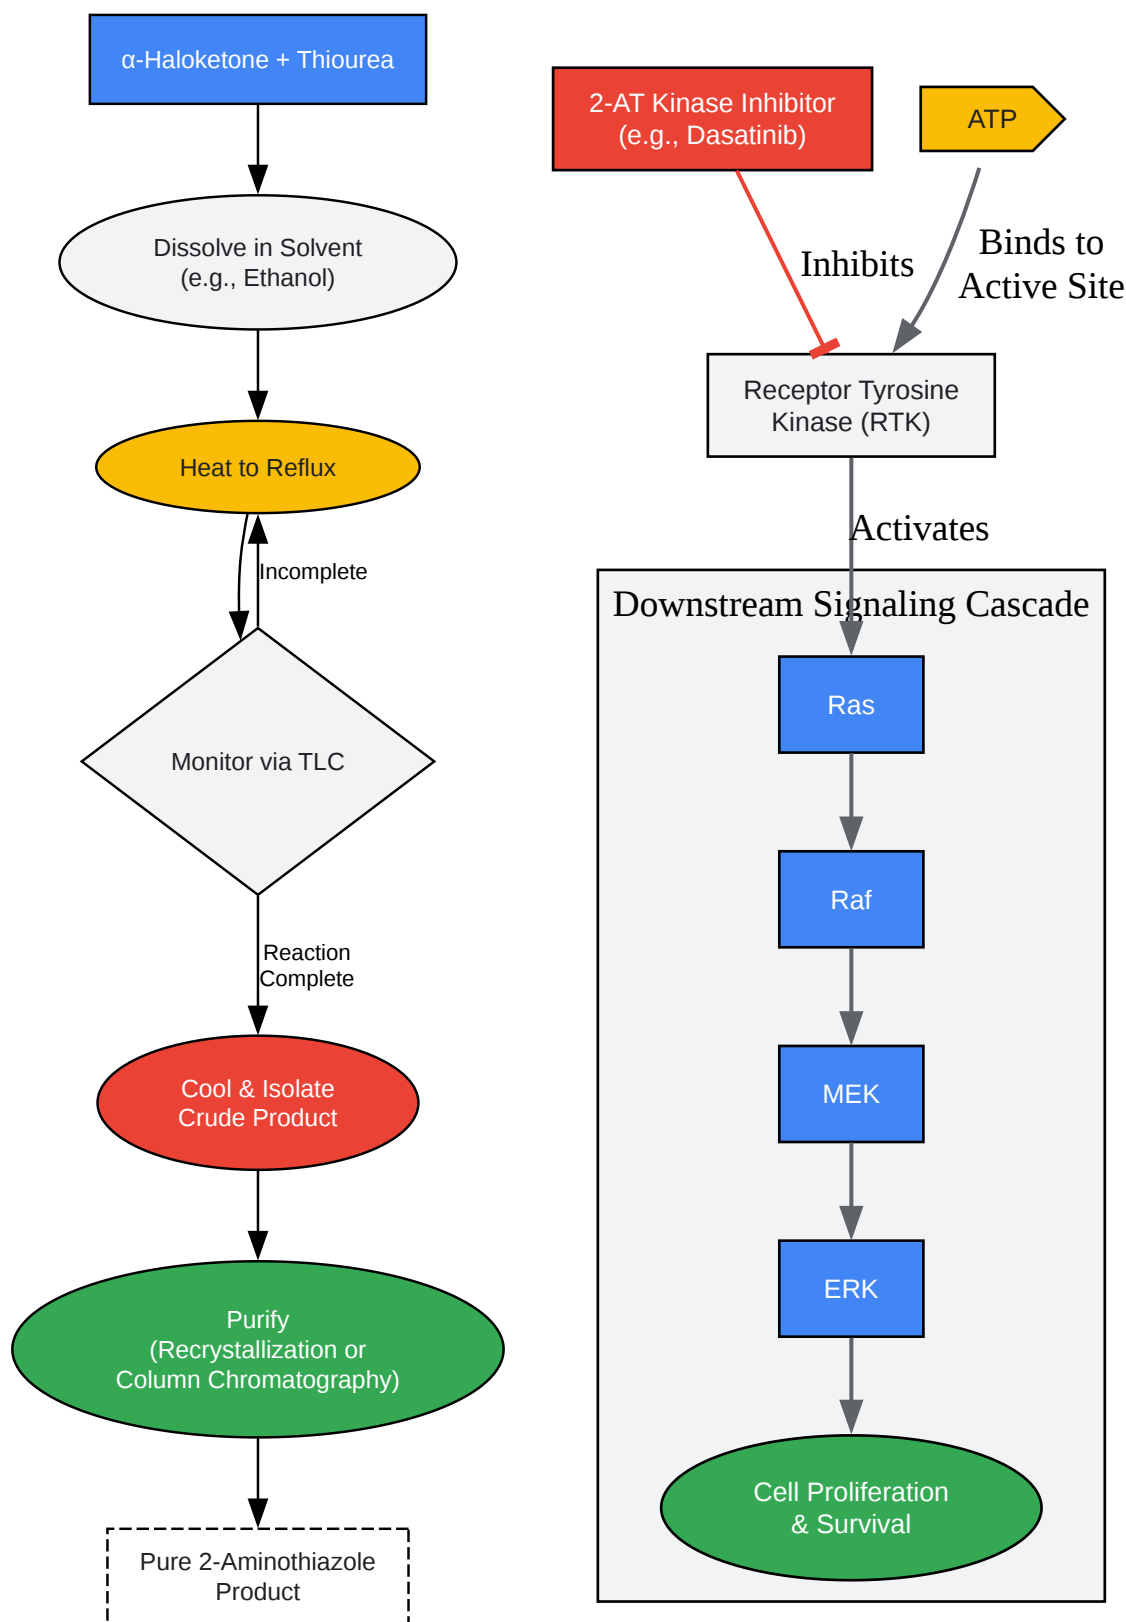 α-Haloketone + Thiourea
Dissolve in Solvent
(e.g., Ethanol)
Heat to Reflux
Incomplete
Monitor via TLC
Reaction
Complete
Cool & Isolate
Crude Product
Purify
(Recrystallization or
Column Chromatography)
Pure 2-Aminothiazole
Product
2-AT Kinase Inhibitor
(e.g., Dasatinib)
ATP
Inhibits
Binds to
Active Site
Receptor Tyrosine
Kinase (RTK)
Activates
Downstream Signaling Cascade
Ras
Raf
MEK
ERK
Cell Proliferation
& Survival